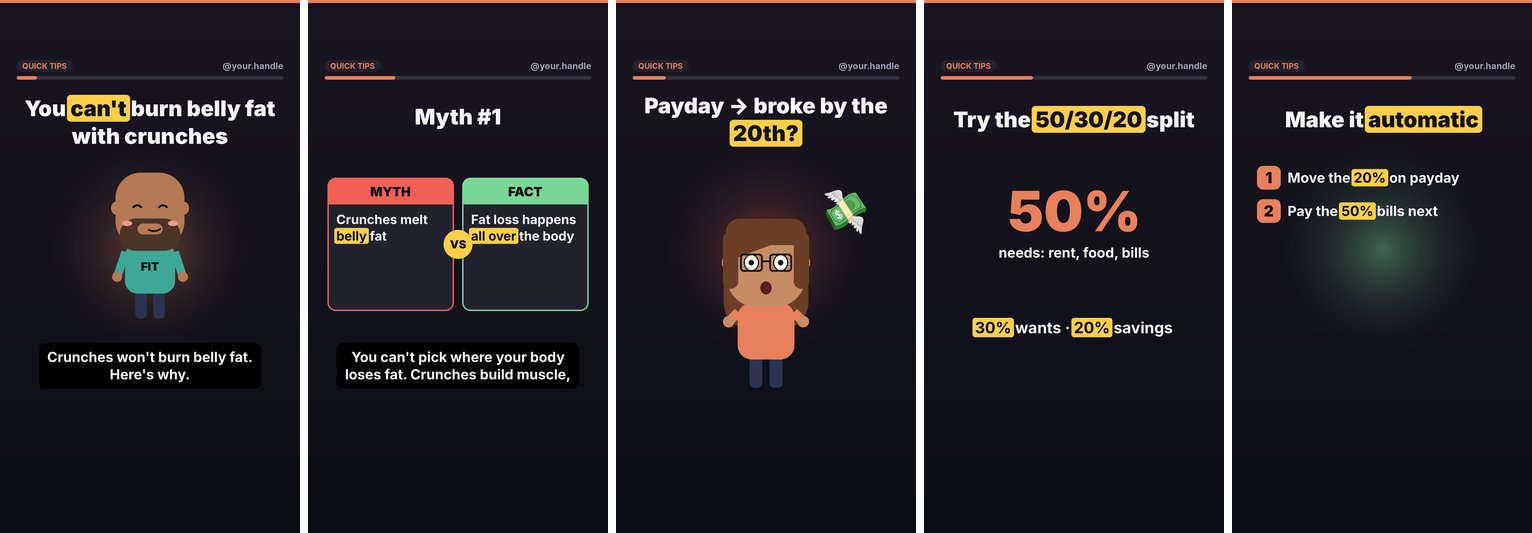 QUICK TIPS
@your.handle
You can't burn belly fat
with crunches
FIT
Crunches won't burn belly fat.
Here's why.
QUICK TIPS
@your.handle
Myth #1
MYTH
FACT
Crunches melt
belly fat
VS
Fat loss happens
all over the body
You can't pick where your body
loses fat. Crunches build muscle,
QUICK TIPS
@your.handle
Payday → broke by the
20th?
QUICK TIPS
@your.handle
Try the 50/30/20 split
50%
needs: rent, food, bills
30% wants · 20% savings
QUICK TIPS
@your.handle
Make it automatic
1 Move the 20% on payday
2 Pay the 50% bills next